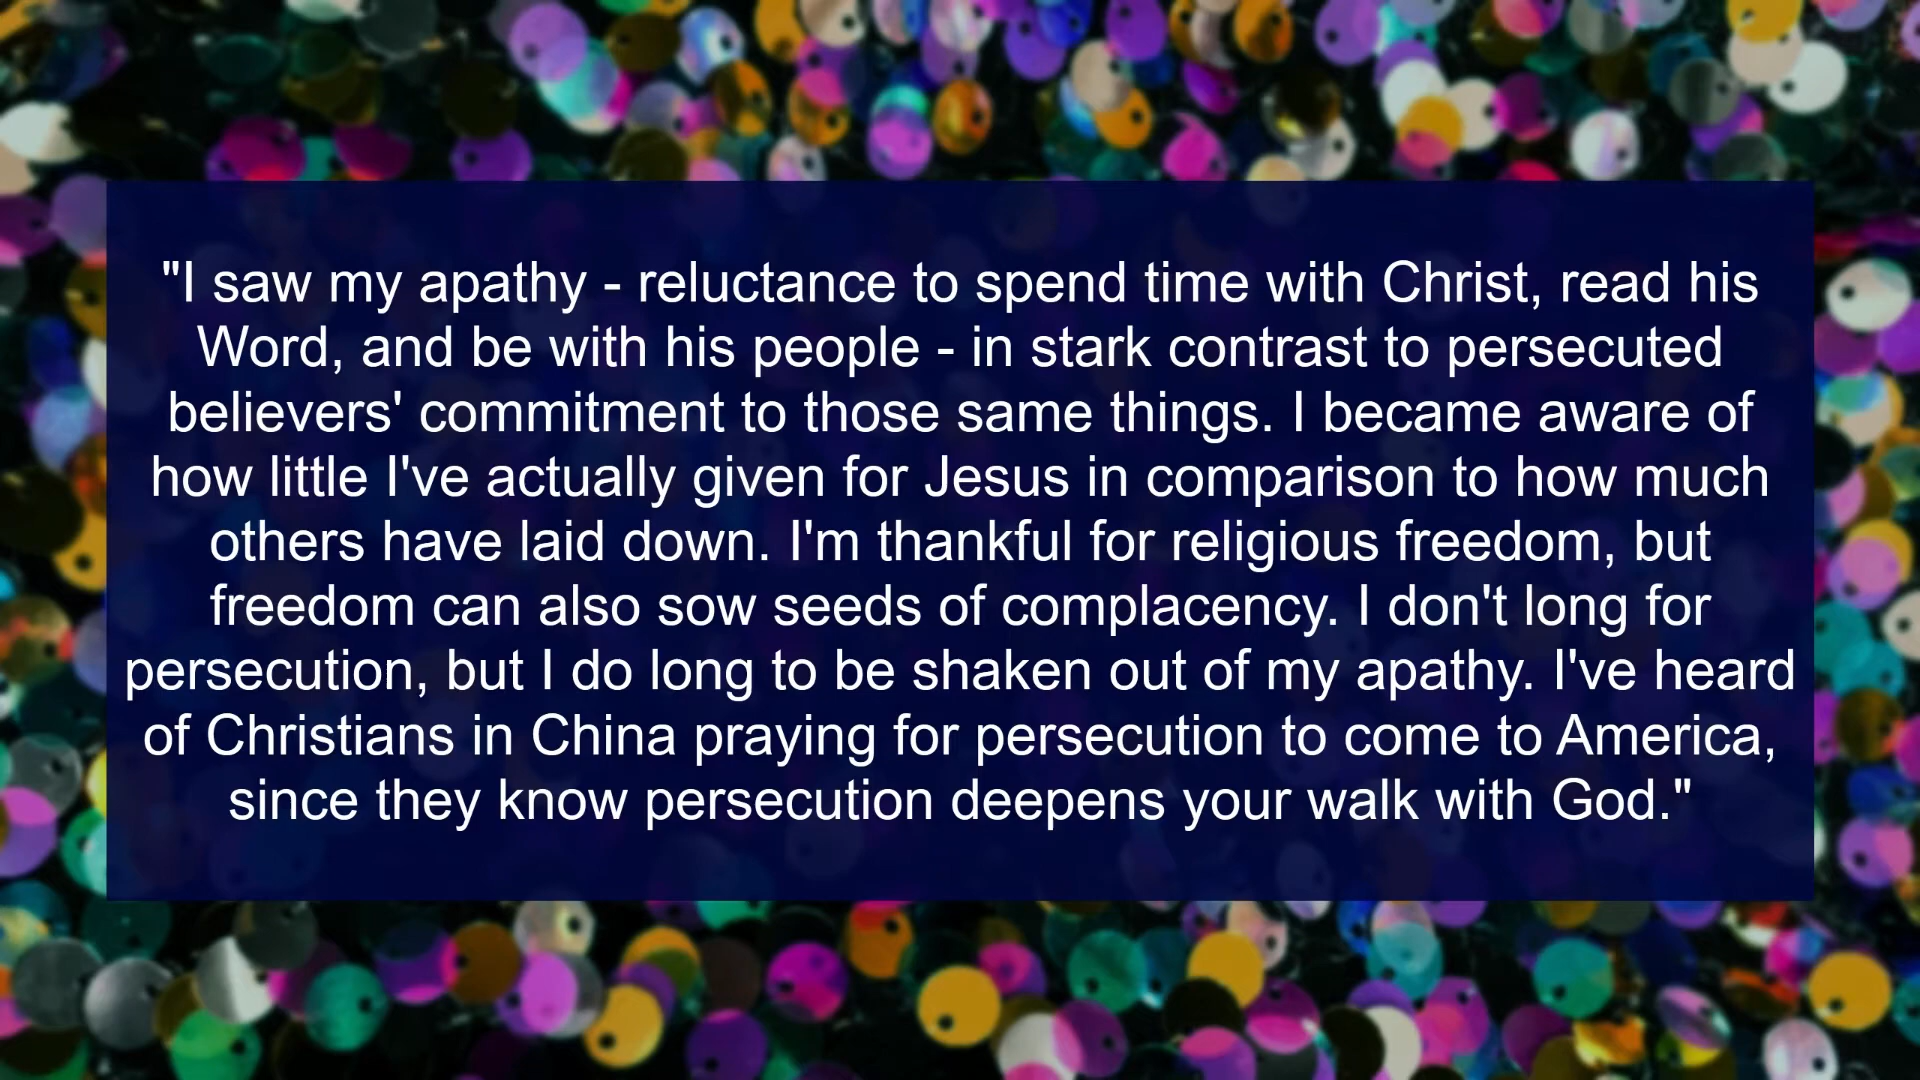 "I saw my apathy - reluctance to spend time with Christ, read his
Word, and be with his people - in stark contrast to persecuted
believers' commitment to those same things. I became aware of
how little I've actually given for Jesus in comparison to how much
others have laid down. I'm thankful for religious freedom, but
freedom can also sow seeds of complacency. I don't long for
persecution, but I do long to be shaken out of my apathy. I've heard
of Christians in China praying for persecution to come to America,
since they know persecution deepens your walk with God."